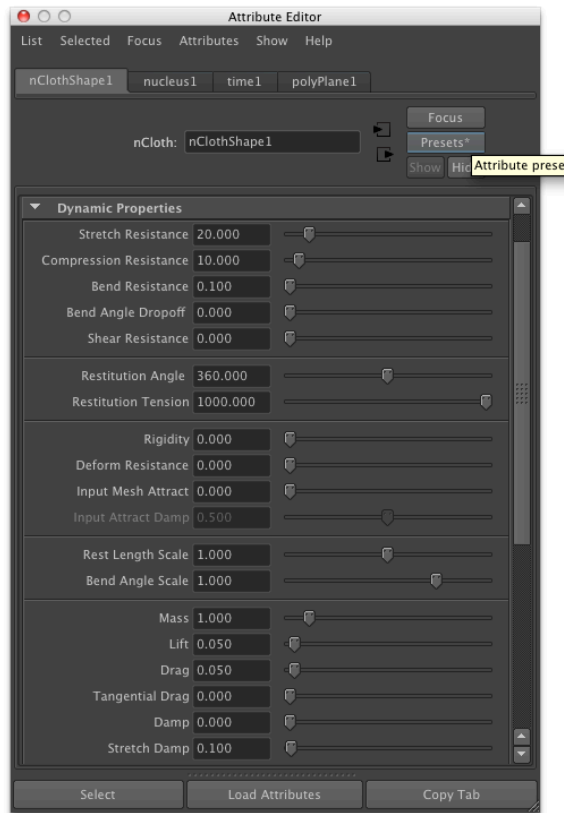 Attribute Editor
List Selected Focus Attributes Show Help
nClothShape1 nucleus1 time1 polyPlane1
Focus
nCloth: nClothShape1 Presets*
Show Hid Attribute prese
Dynamic Properties
Stretch Resistance 20.000
Compression Resistance 10.000
Bend Resistance 0.100
Bend Angle Dropoff 0.000
Shear Resistance 0.000
Restitution Angle 360.000
Restitution Tension 1000.000
Rigidity 0.000
Deform Resistance 0.000
Input Mesh Attract 0.000
Input Attract Damp 0.500
Rest Length Scale 1.000
Bend Angle Scale 1.000
Mass 1.000
Lift 0.050
Drag 0.050
Tangential Drag 0.000
Damp 0.000
Stretch Damp 0.100
Select Load Attributes Copy Tab